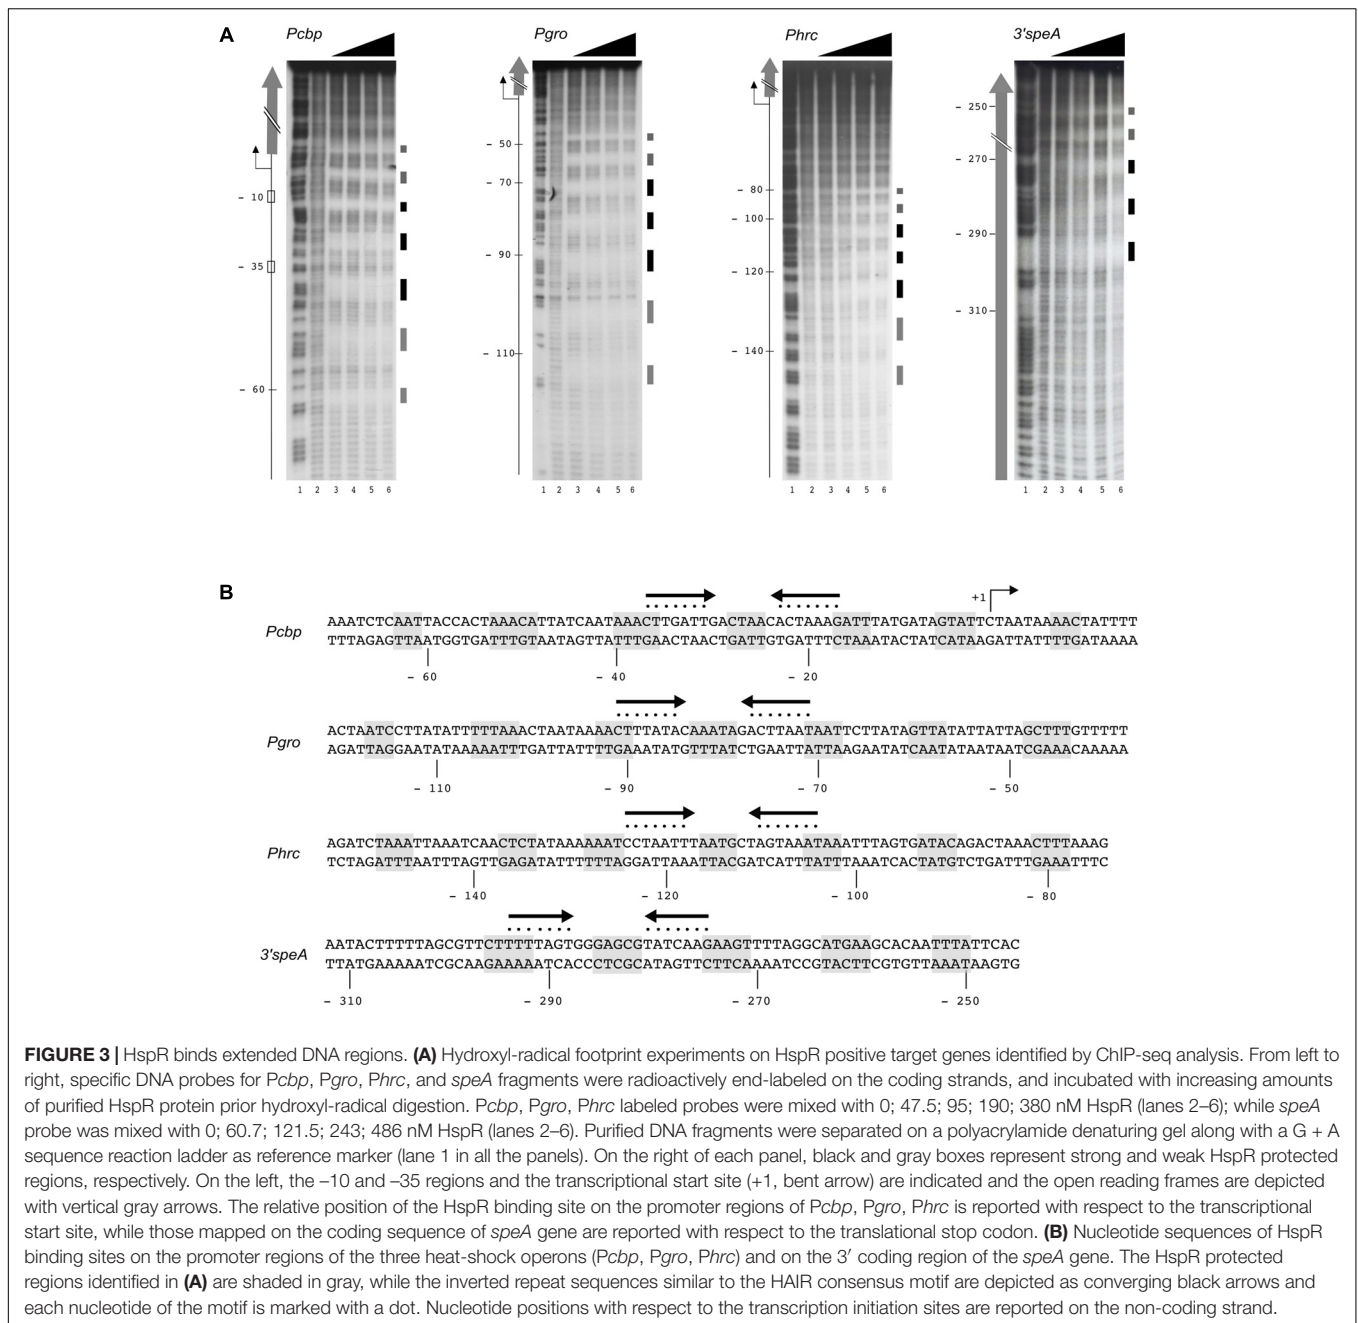 A
Pcbp
Pgro
Phrc
3'speA
– 10
– 35
– 60
1 2 3 4 5 6
– 50
– 70
– 90
– 110
1 2 3 4 5 6
– 80
– 100
– 120
– 140
1 2 3 4 5 6
– 250
– 270
– 290
– 310
1 2 3 4 5 6
B
+1
Pcbp
AAATCTCAATTACCACTAAACATTATCAATAAACTTGATTGACTAACACTAAAGATTTATGATAGTATTCTAATAAAACTATTTT
TTTAGAGTTAATGGTGATTTGTAATAGTTATTTGAACTAACTGATTGTGATTTCTAAATACTATCATAAGATTATTTTGATAAAA
– 60 – 40 – 20
Pgro
ACTAATCCTTATATTTTTAAACTAATAAAACTTTATACAAATAGACTTAATAATTCTTATAGTTATATTATTAGCTTTGTTTTT
AGATTAGGAATATAAAAATTTGATTATTTTGAAATATGTTTATCTGAATTATTAAGAATATCAATATAATAATCGAAACAAAAA
– 110 – 90 – 70 – 50
Phrc
AGATCTAAATTAAATCAACTCTATAAAAAATCCTAATTTAATGCTAGTAAATAAATTTAGTGATACAGACTAAACTTTAAAG
TCTAGATTTAATTTAGTTGAGATATTTTTTAGGATTAAATTACGATCATTTATTTAAATCACTATGTCTGATTTGAAATTTC
– 140 – 120 – 100 – 80
3'speA
AATACTTTTTAGCGTTCTTTTTAGTGGGAGCGTATCAAGAAGTTTTAGGCATGAAGCACAATTTATTCAC
TTATGAAAAATCGCAAGAAAAATCACCCTCGCATAGTTCTTCAAAATCCGTACTTCGTGTTAAATAAGTG
– 310 – 290 – 270 – 250
FIGURE 3 | HspR binds extended DNA regions. (A) Hydroxyl-radical footprint experiments on HspR positive target genes identified by ChIP-seq analysis. From left to
right, specific DNA probes for Pcbp, Pgro, Phrc, and speA fragments were radioactively end-labeled on the coding strands, and incubated with increasing amounts
of purified HspR protein prior hydroxyl-radical digestion. Pcbp, Pgro, Phrc labeled probes were mixed with 0; 47.5; 95; 190; 380 nM HspR (lanes 2–6); while speA
probe was mixed with 0; 60.7; 121.5; 243; 486 nM HspR (lanes 2–6). Purified DNA fragments were separated on a polyacrylamide denaturing gel along with a G + A
sequence reaction ladder as reference marker (lane 1 in all the panels). On the right of each panel, black and gray boxes represent strong and weak HspR protected
regions, respectively. On the left, the –10 and –35 regions and the transcriptional start site (+1, bent arrow) are indicated and the open reading frames are depicted
with vertical gray arrows. The relative position of the HspR binding site on the promoter regions of Pcbp, Pgro, Phrc is reported with respect to the transcriptional
start site, while those mapped on the coding sequence of speA gene are reported with respect to the translational stop codon. (B) Nucleotide sequences of HspR
binding sites on the promoter regions of the three heat-shock operons (Pcbp, Pgro, Phrc) and on the 3′ coding region of the speA gene. The HspR protected
regions identified in (A) are shaded in gray, while the inverted repeat sequences similar to the HAIR consensus motif are depicted as converging black arrows and
each nucleotide of the motif is marked with a dot. Nucleotide positions with respect to the transcription initiation sites are reported on the non-coding strand.